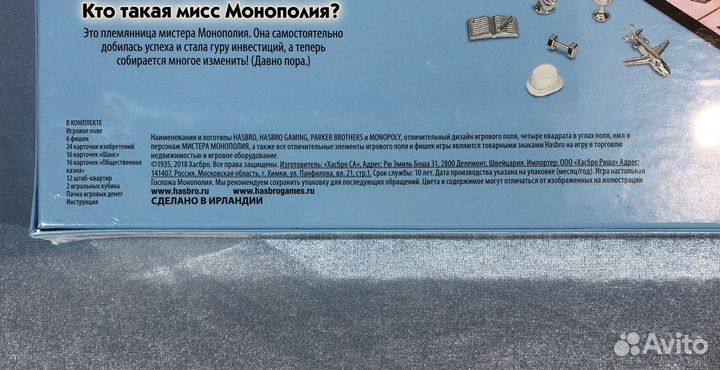 Кто такая мисс Монополия?
Это племянница мистера Монополия. Она самостоятельно
добилась успеха и стала гуру инвестиций, а теперь
собирается многое изменить! (Давно пора.)
В КОМПЛЕКТЕ
Игровое поле
6 фишек
24 карточки изобретений
16 карточек «Шанс»
16 карточек «Общественная
казна»
12 штаб-квартир
2 игральных кубика
Пачка игровых денег
Инструкция
Наименования и логотипы HASBRO, HASBRO GAMING, PARKER BROTHERS и MONOPOLY, отличительный дизайн игрового поля, четыре квадрата в углах поля, имя и
персонаж МИСТЕРА МОНОПОЛИЯ, а также все отличительные элементы игрового поля и фишек игры являются товарными знаками Hasbro на игру в торговлю
недвижимостью и игровое оборудование.
©1935, 2018 Хасбро. Все права защищены. Изготовитель: «Хасбро СА», Адрес: Рю Эмиль Боша 31, 2800 Делемонт, Швейцария. Импортер: ООО «Хасбро Раша» Адрес:
141407, Россия, Московская область, г. Химки, ул. Панфилова, вл. 21, стр.1. Срок службы: 10 лет. Дата производства указана на упаковке (месяц/год). Игра настольная
Госпожа Монополия. Мы рекомендуем сохранить упаковку для последующих обращений. Цвета и содержимое могут отличаться от изображенных на иллюстрации.
www.hasbro.ru www.hasbrogames.ru
СДЕЛАНО В ИРЛАНДИИ
Avito